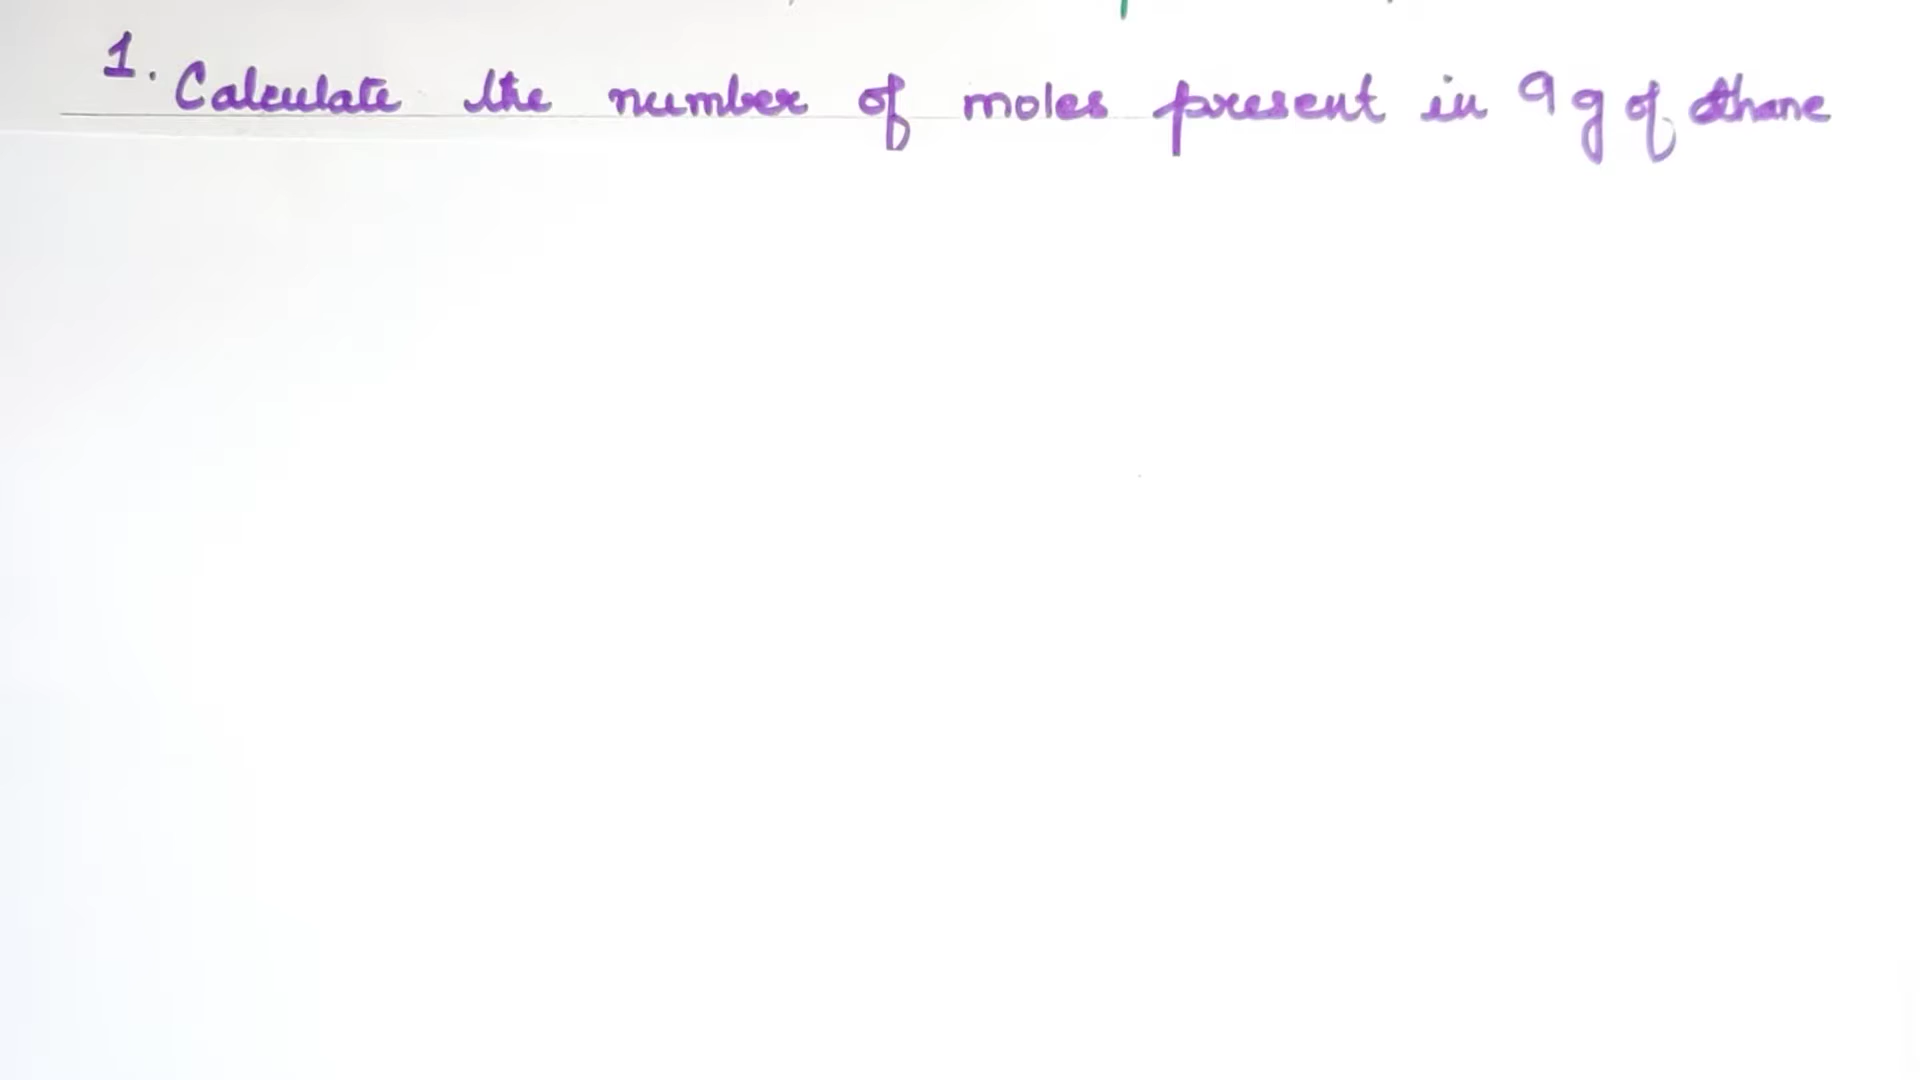 1. Calculate the number of moles present in 9 g of ethane